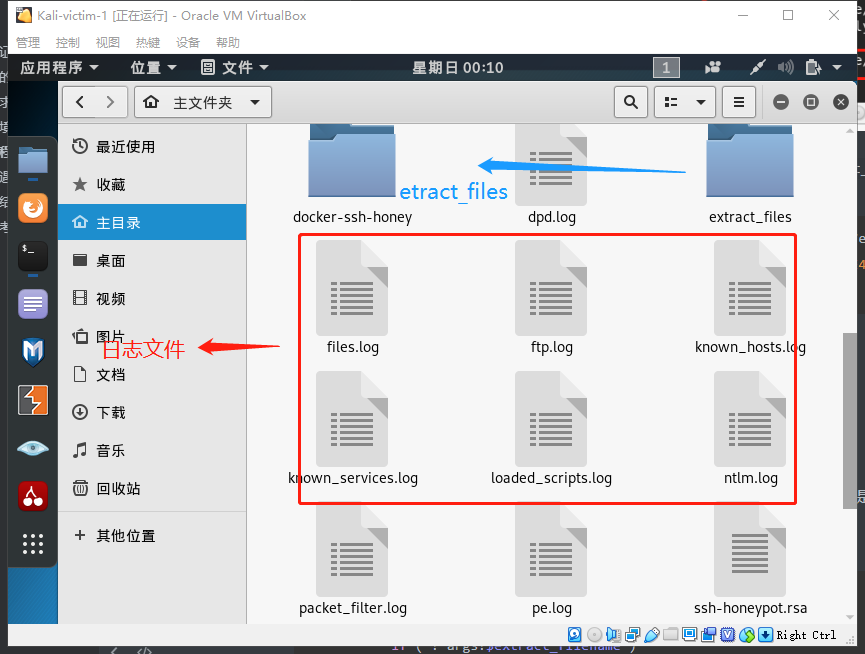 Kali-victim-1 [正在运行] - Oracle VM VirtualBox
管理 控制 视图 热键 设备 帮助
应用程序 位置 文件 星期日 00:10 1
主文件夹
最近使用
收藏
主目录
桌面
视频
图片
文档
下载
音乐
回收站
其他位置
etract_files
docker-ssh-honey dpd.log extract_files
日志文件
files.log ftp.log known_hosts.log
known_services.log loaded_scripts.log ntlm.log
packet_filter.log pe.log ssh-honeypot.rsa
Right Ctrl